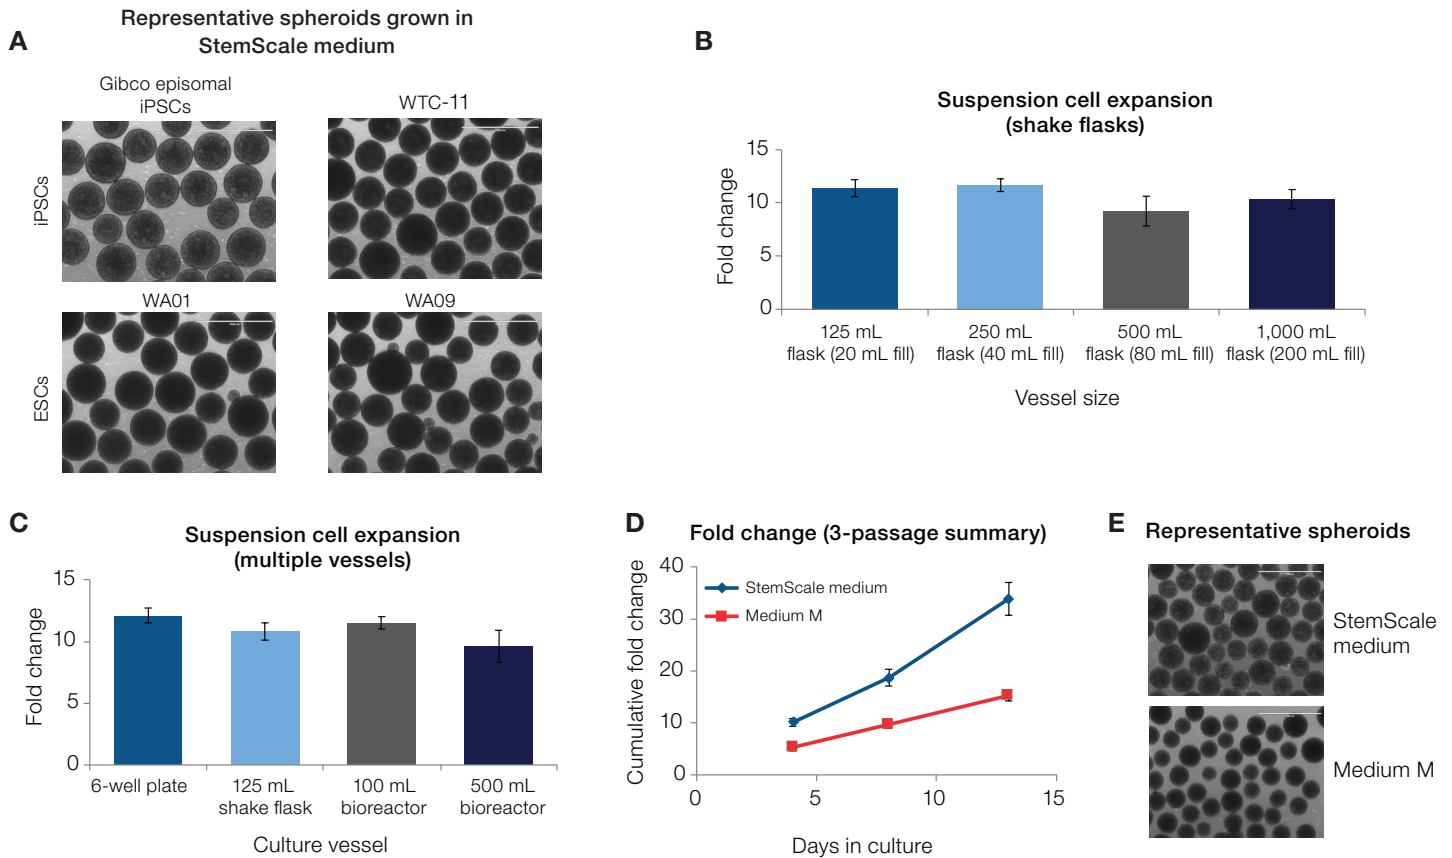 A
Representative spheroids grown in
StemScale medium
Gibco episomal
iPSCs
WTC-11
iPSCs
WA01
WA09
ESCs
B
Suspension cell expansion
(shake flasks)
Fold change
15
10
5
0
125 mL
flask (20 mL fill)
250 mL
flask (40 mL fill)
500 mL
flask (80 mL fill)
1,000 mL
flask (200 mL fill)
Vessel size
C
Suspension cell expansion
(multiple vessels)
Fold change
15
10
5
0
6-well plate
125 mL
shake flask
100 mL
bioreactor
500 mL
bioreactor
Culture vessel
D
Fold change (3-passage summary)
Cumulative fold change
40
30
20
10
0
StemScale medium
Medium M
0
5
10
15
Days in culture
E
Representative spheroids
StemScale
medium
Medium M